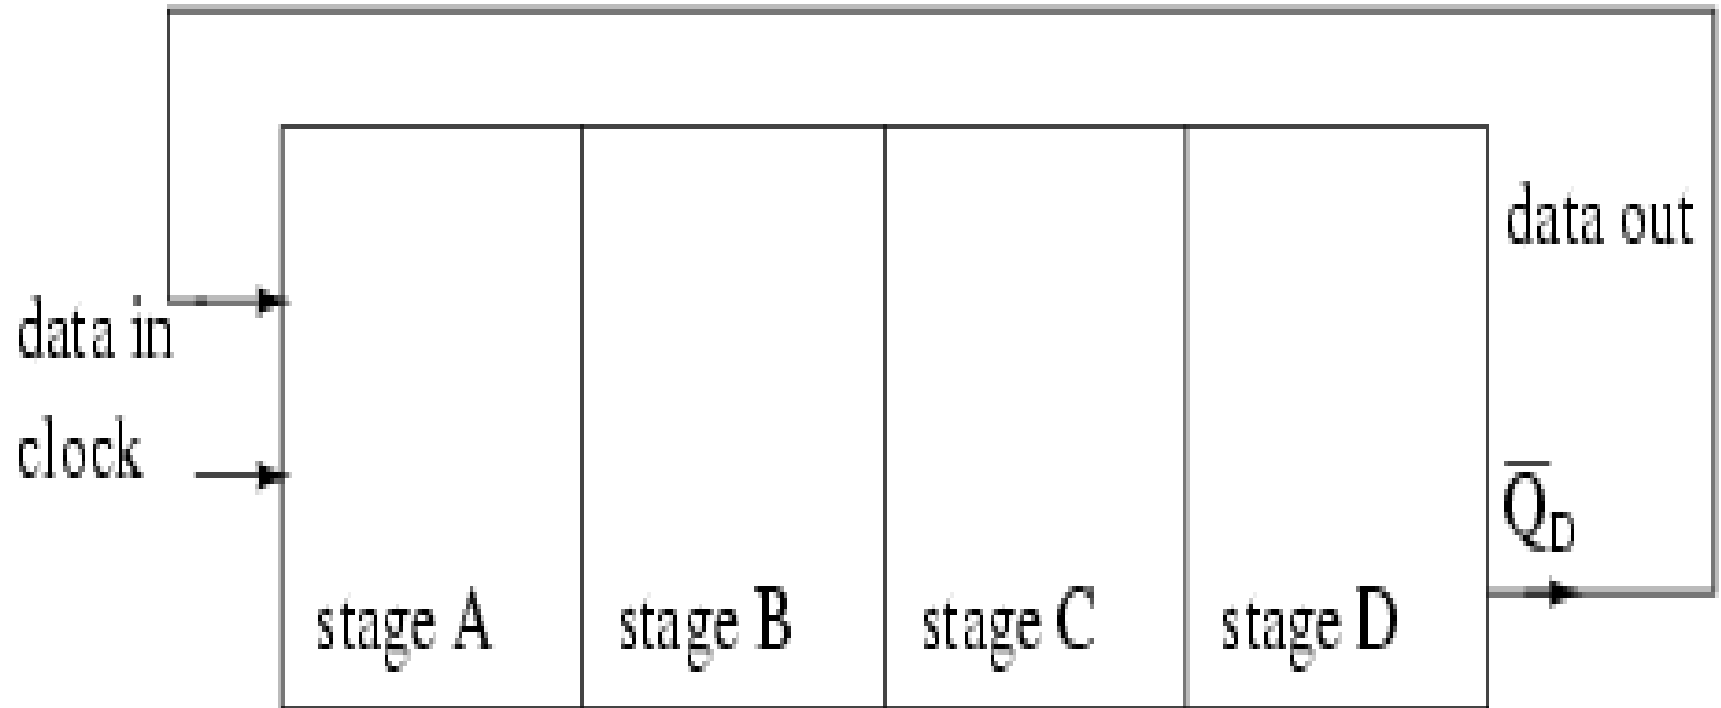 data out
data in
clock
Q̅D
stage A
stage B
stage C
stage D